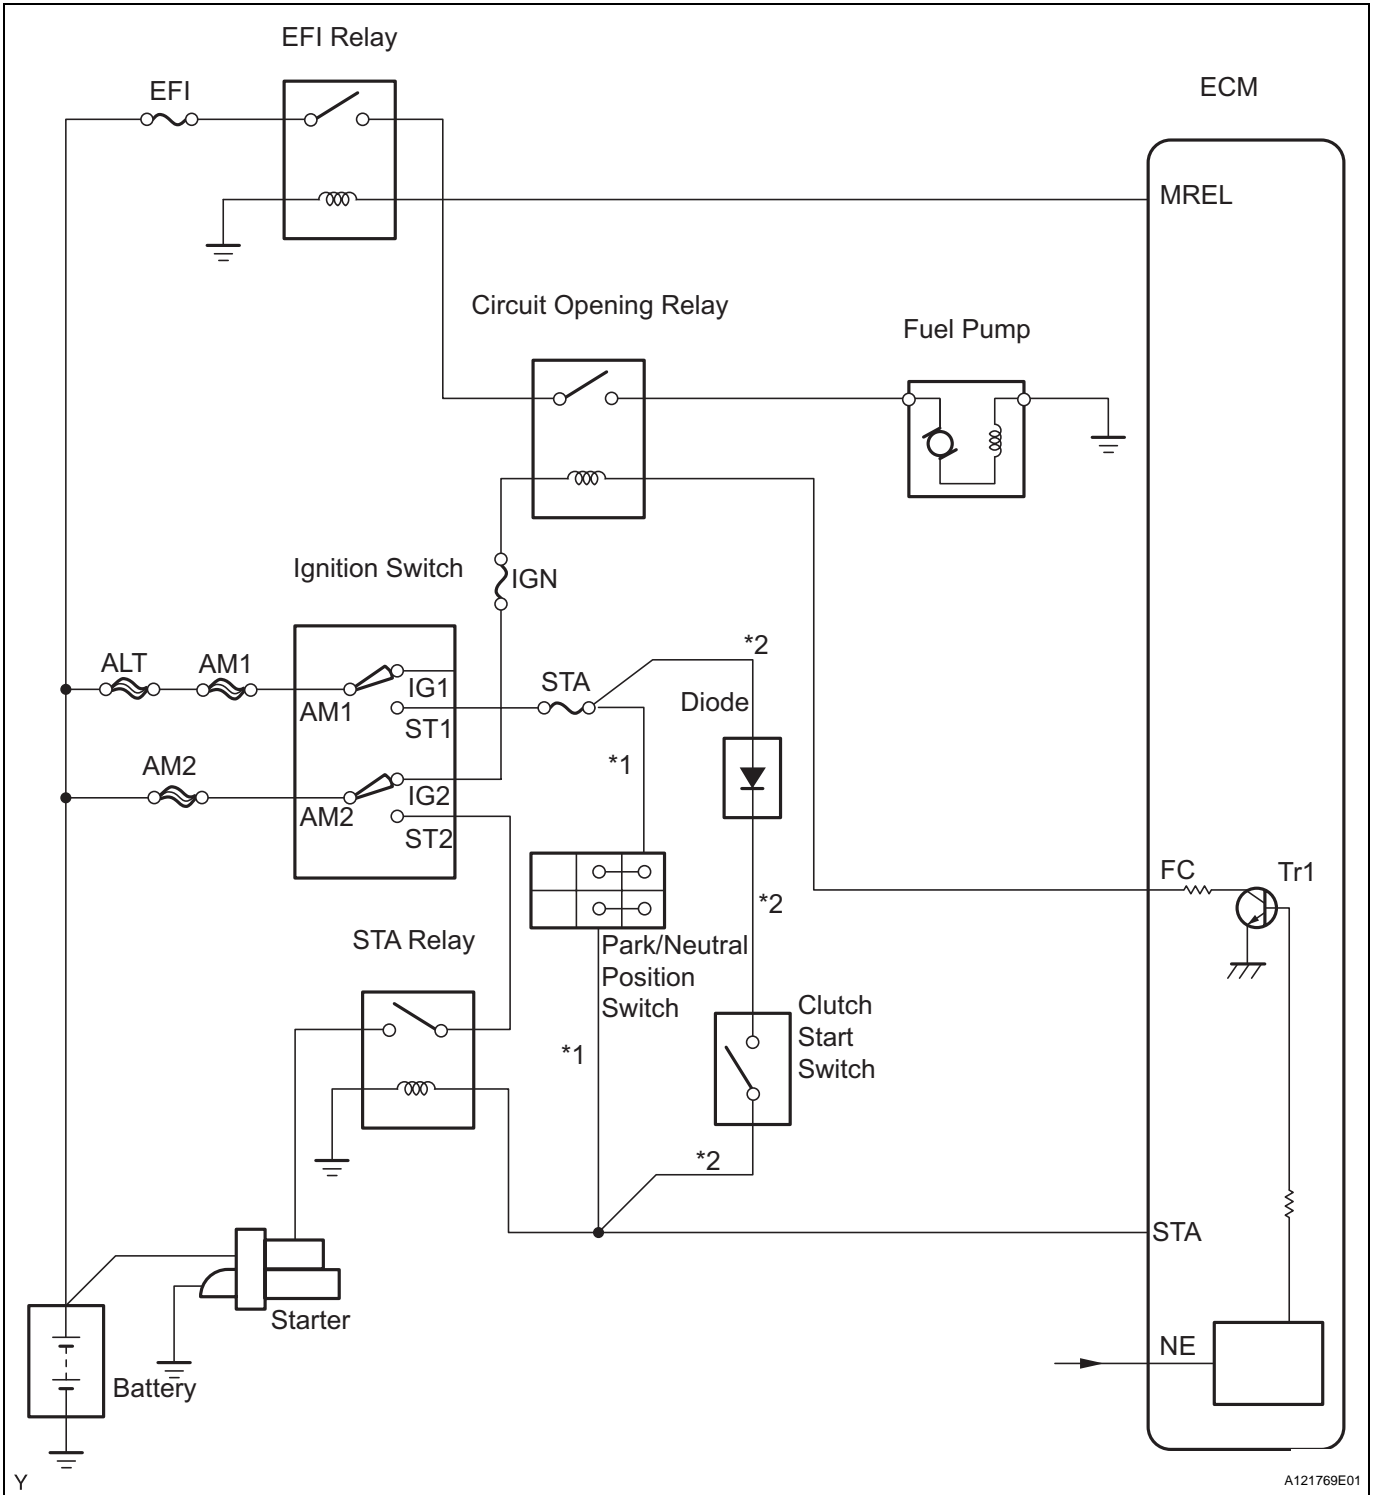 EFI Relay
EFI
ECM
MREL
Circuit Opening Relay
Fuel Pump
Ignition Switch
IGN
ALT
AM1
AM1
IG1
ST1
STA
*2
Diode
*1
AM2
AM2
IG2
ST2
*2
FC
Tr1
STA Relay
Park/Neutral
Position
Switch
Clutch
Start
Switch
*1
*2
STA
Starter
NE
Battery
Y
A121769E01